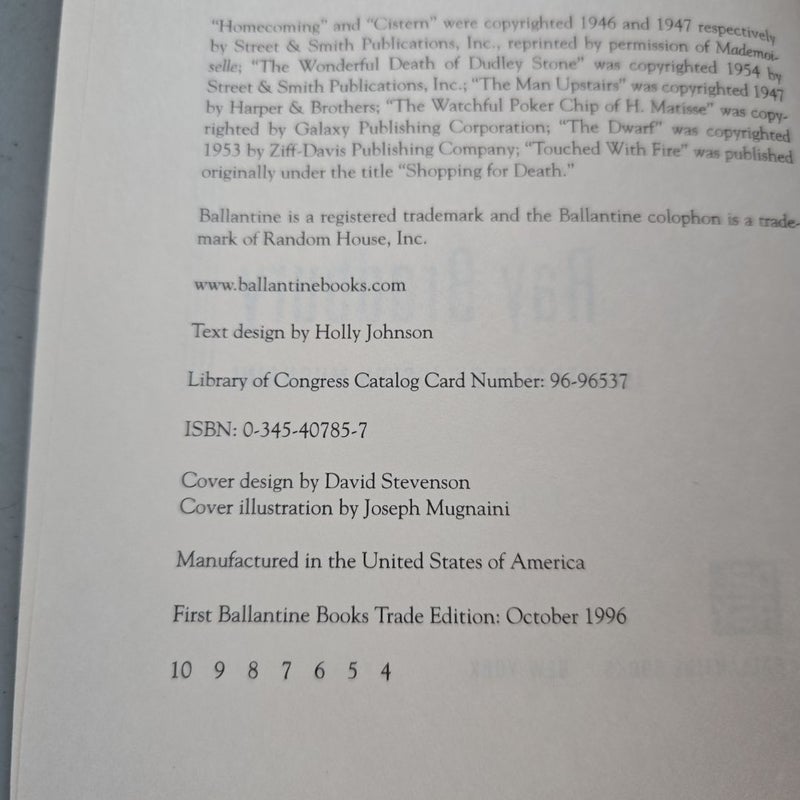 "Homecoming" and "Cistern" were copyrighted 1946 and 1947 respectively
by Street & Smith Publications, Inc., reprinted by permission of Mademoi-
selle; "The Wonderful Death of Dudley Stone" was copyrighted 1954 by
Street & Smith Publications, Inc.; "The Man Upstairs" was copyrighted 1947
by Harper & Brothers; "The Watchful Poker Chip of H. Matisse" was copy-
righted by Galaxy Publishing Corporation; "The Dwarf" was copyrighted
1953 by Ziff-Davis Publishing Company; "Touched With Fire" was published
originally under the title "Shopping for Death."
Ballantine is a registered trademark and the Ballantine colophon is a trade-
mark of Random House, Inc.
www.ballantinebooks.com
Text design by Holly Johnson
Library of Congress Catalog Card Number: 96-96537
ISBN: 0-345-40785-7
Cover design by David Stevenson
Cover illustration by Joseph Mugnaini
Manufactured in the United States of America
First Ballantine Books Trade Edition: October 1996
10 9 8 7 6 5 4